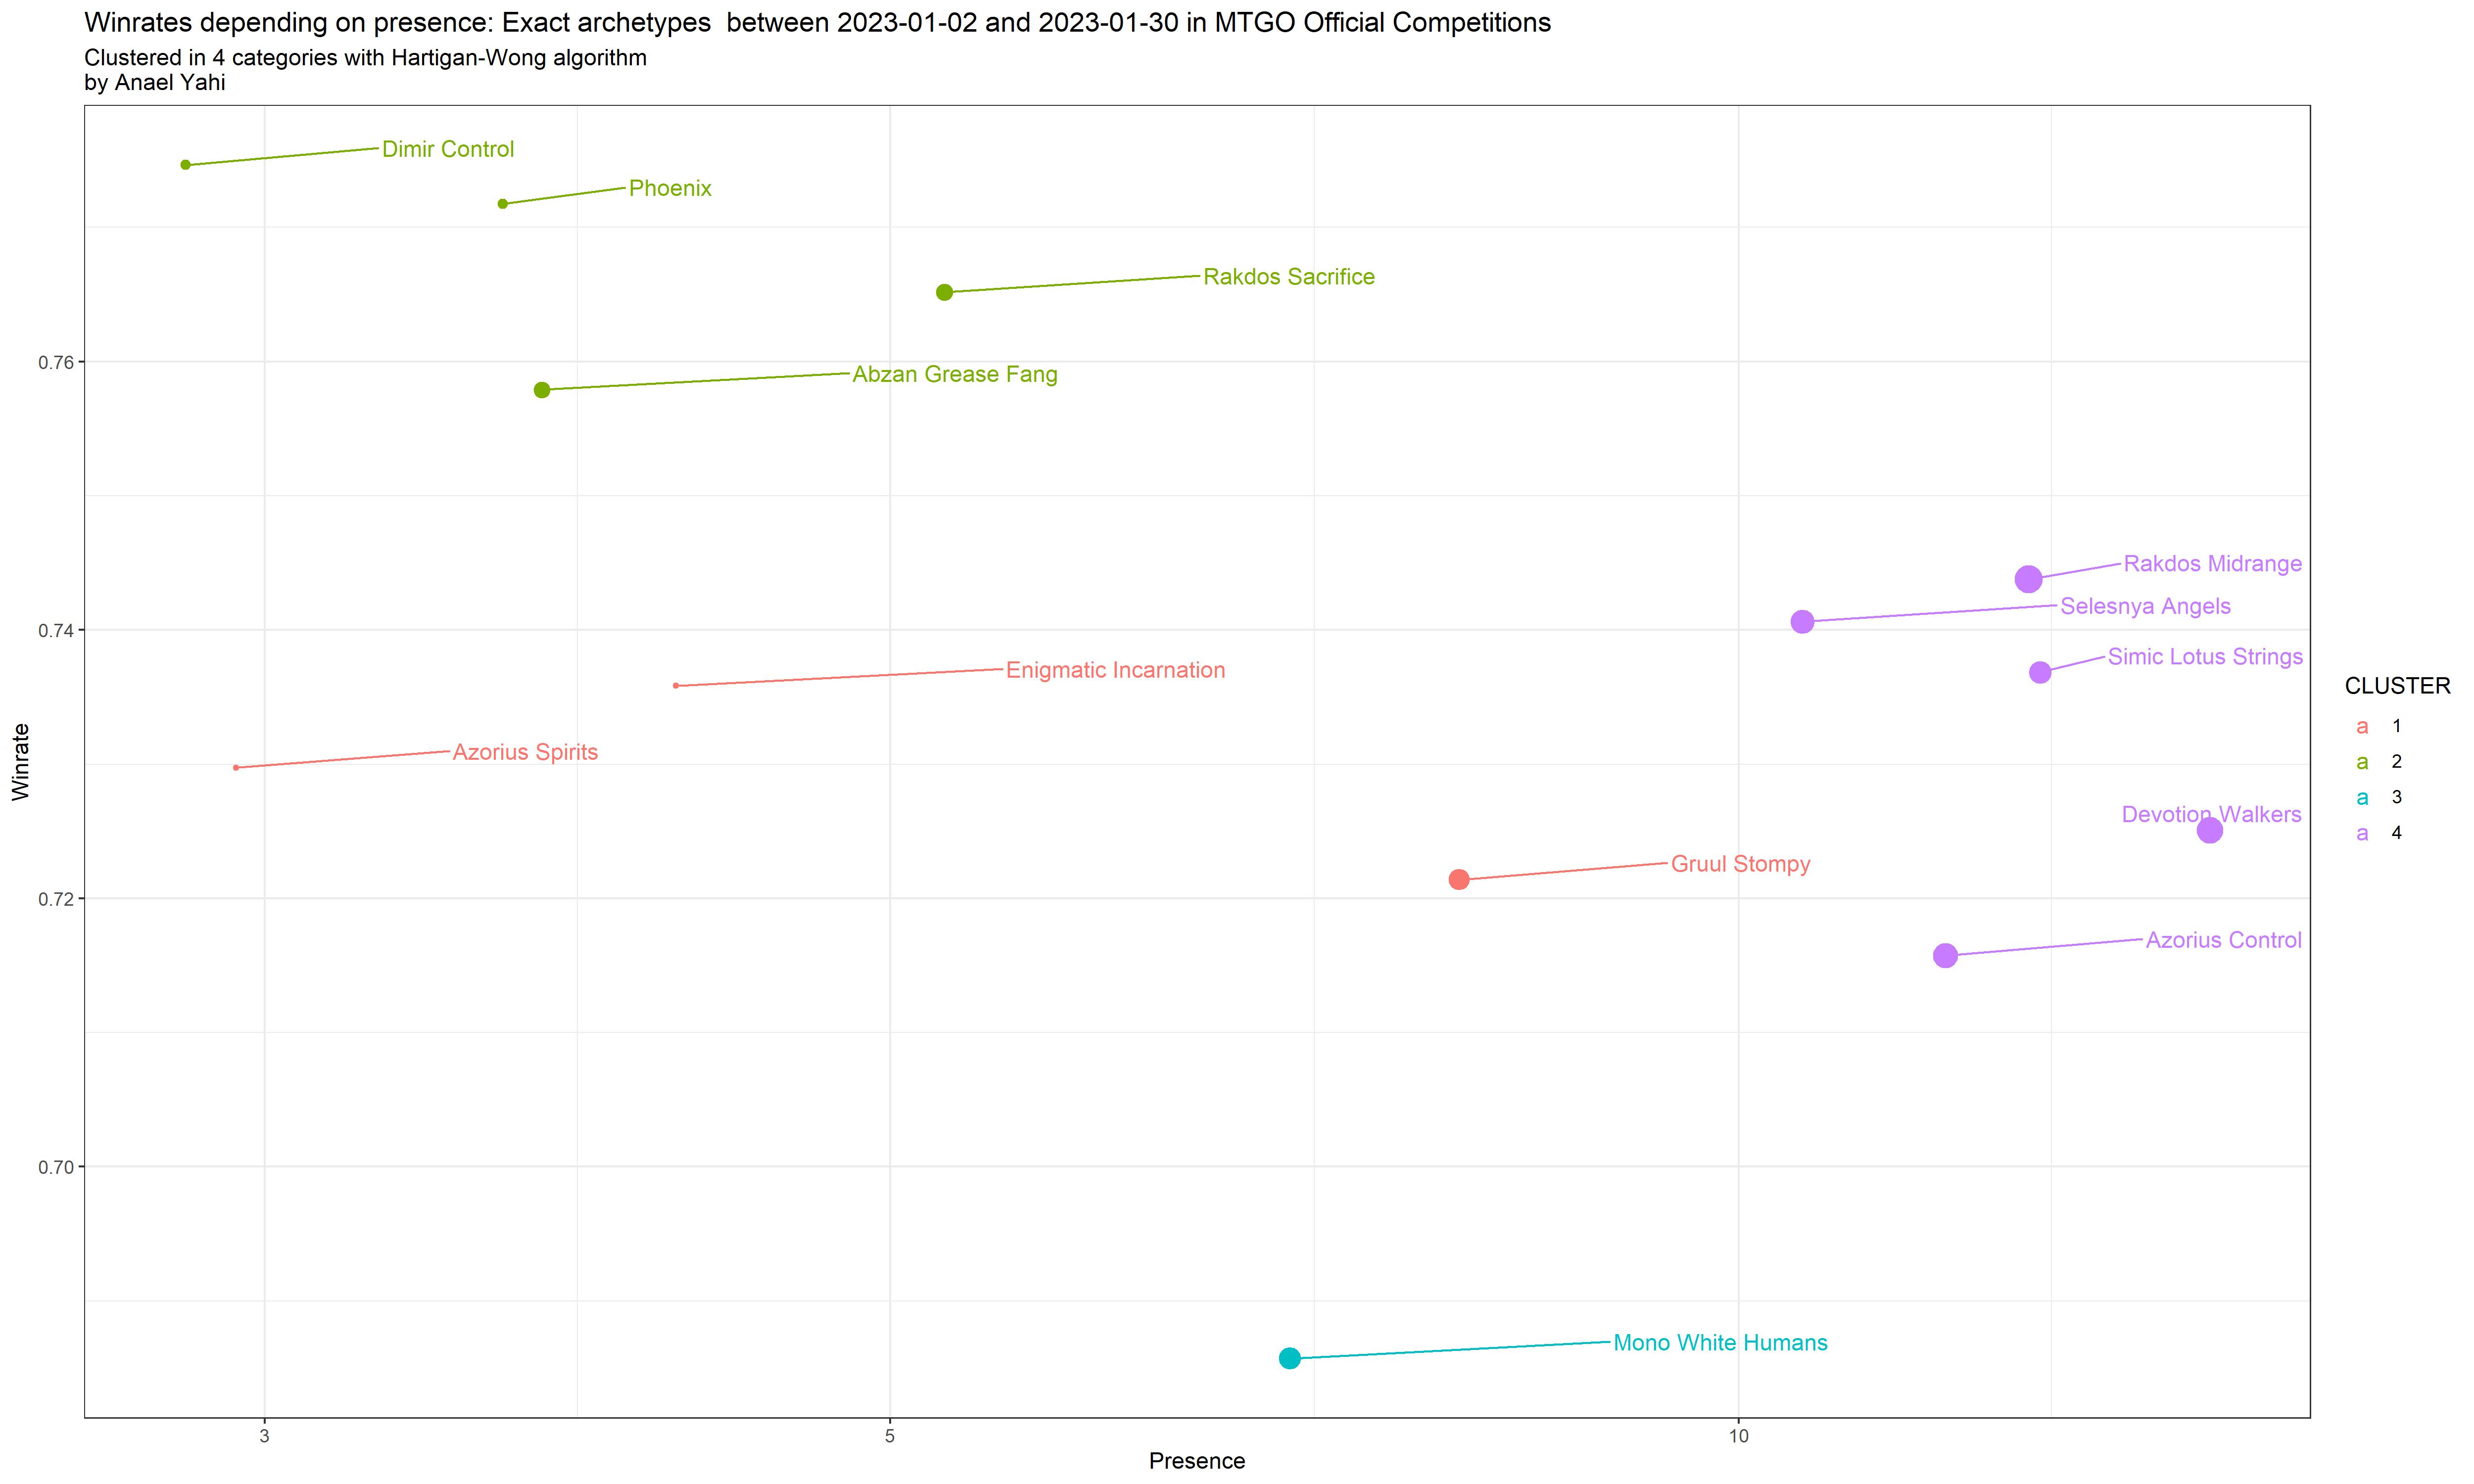 Winrates depending on presence: Exact archetypes  between 2023-01-02 and 2023-01-30 in MTGO Official Competitions
Clustered in 4 categories with Hartigan-Wong algorithm
by Anael Yahi
Dimir Control
Phoenix
Rakdos Sacrifice
0.76
Abzan Grease Fang
Rakdos Midrange
Selesnya Angels
0.74
Simic Lotus Strings
Enigmatic Incarnation
Azorius Spirits
Winrate
Devotion Walkers
Gruul Stompy
0.72
Azorius Control
0.70
Mono White Humans
3
5
10
Presence
CLUSTER
a 1
a 2
a 3
a 4